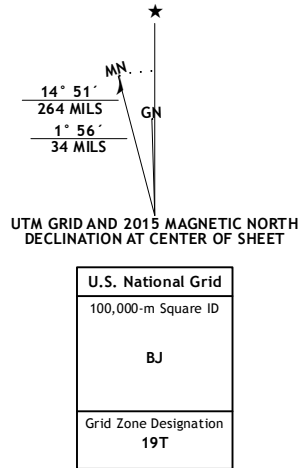 ★
MN
GN
14° 51´
264 MILS
1° 56´
34 MILS
UTM GRID AND 2015 MAGNETIC NORTH
DECLINATION AT CENTER OF SHEET
U.S. National Grid
100,000-m Square ID
BJ
Grid Zone Designation
19T